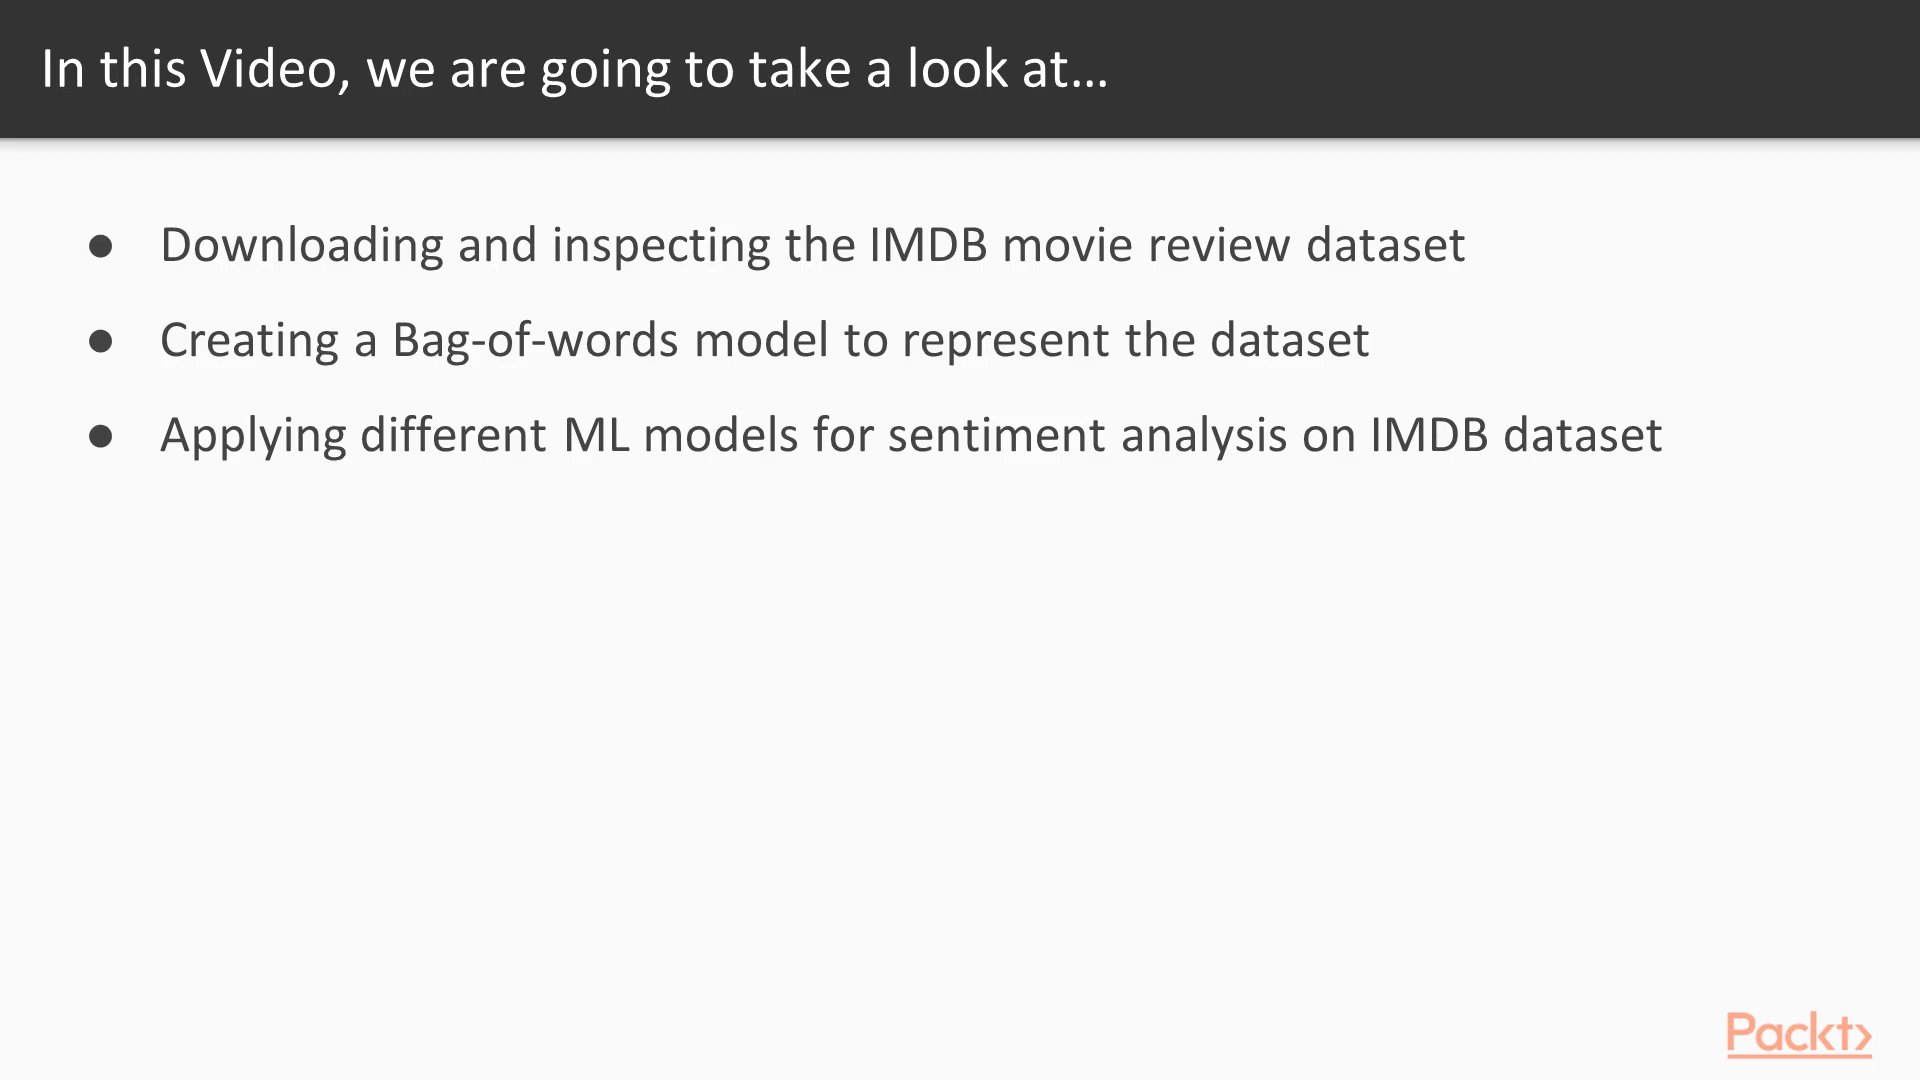 In this Video, we are going to take a look at...
● Downloading and inspecting the IMDB movie review dataset
● Creating a Bag-of-words model to represent the dataset
● Applying different ML models for sentiment analysis on IMDB dataset
Packt>